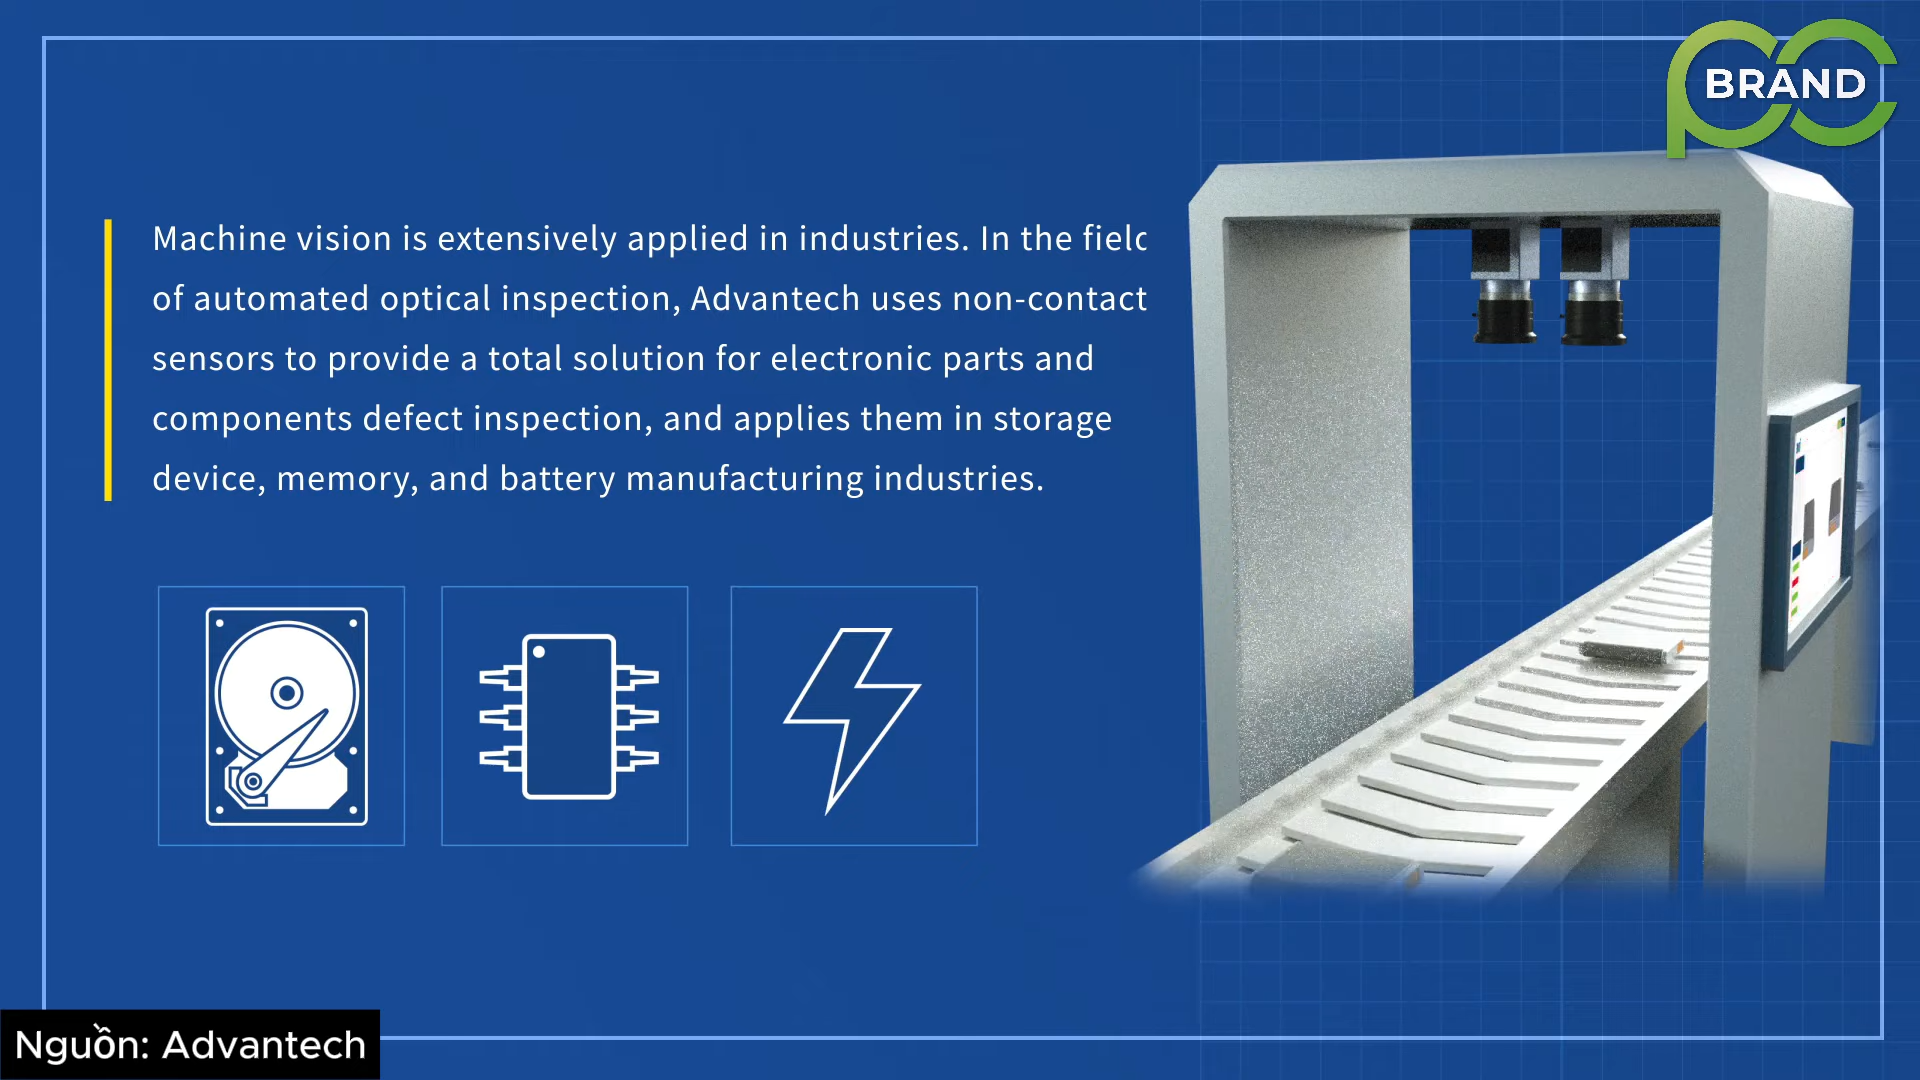 BRAND
Machine vision is extensively applied in industries. In the field
of automated optical inspection, Advantech uses non-contact
sensors to provide a total solution for electronic parts and
components defect inspection, and applies them in storage
device, memory, and battery manufacturing industries.
Nguồn: Advantech